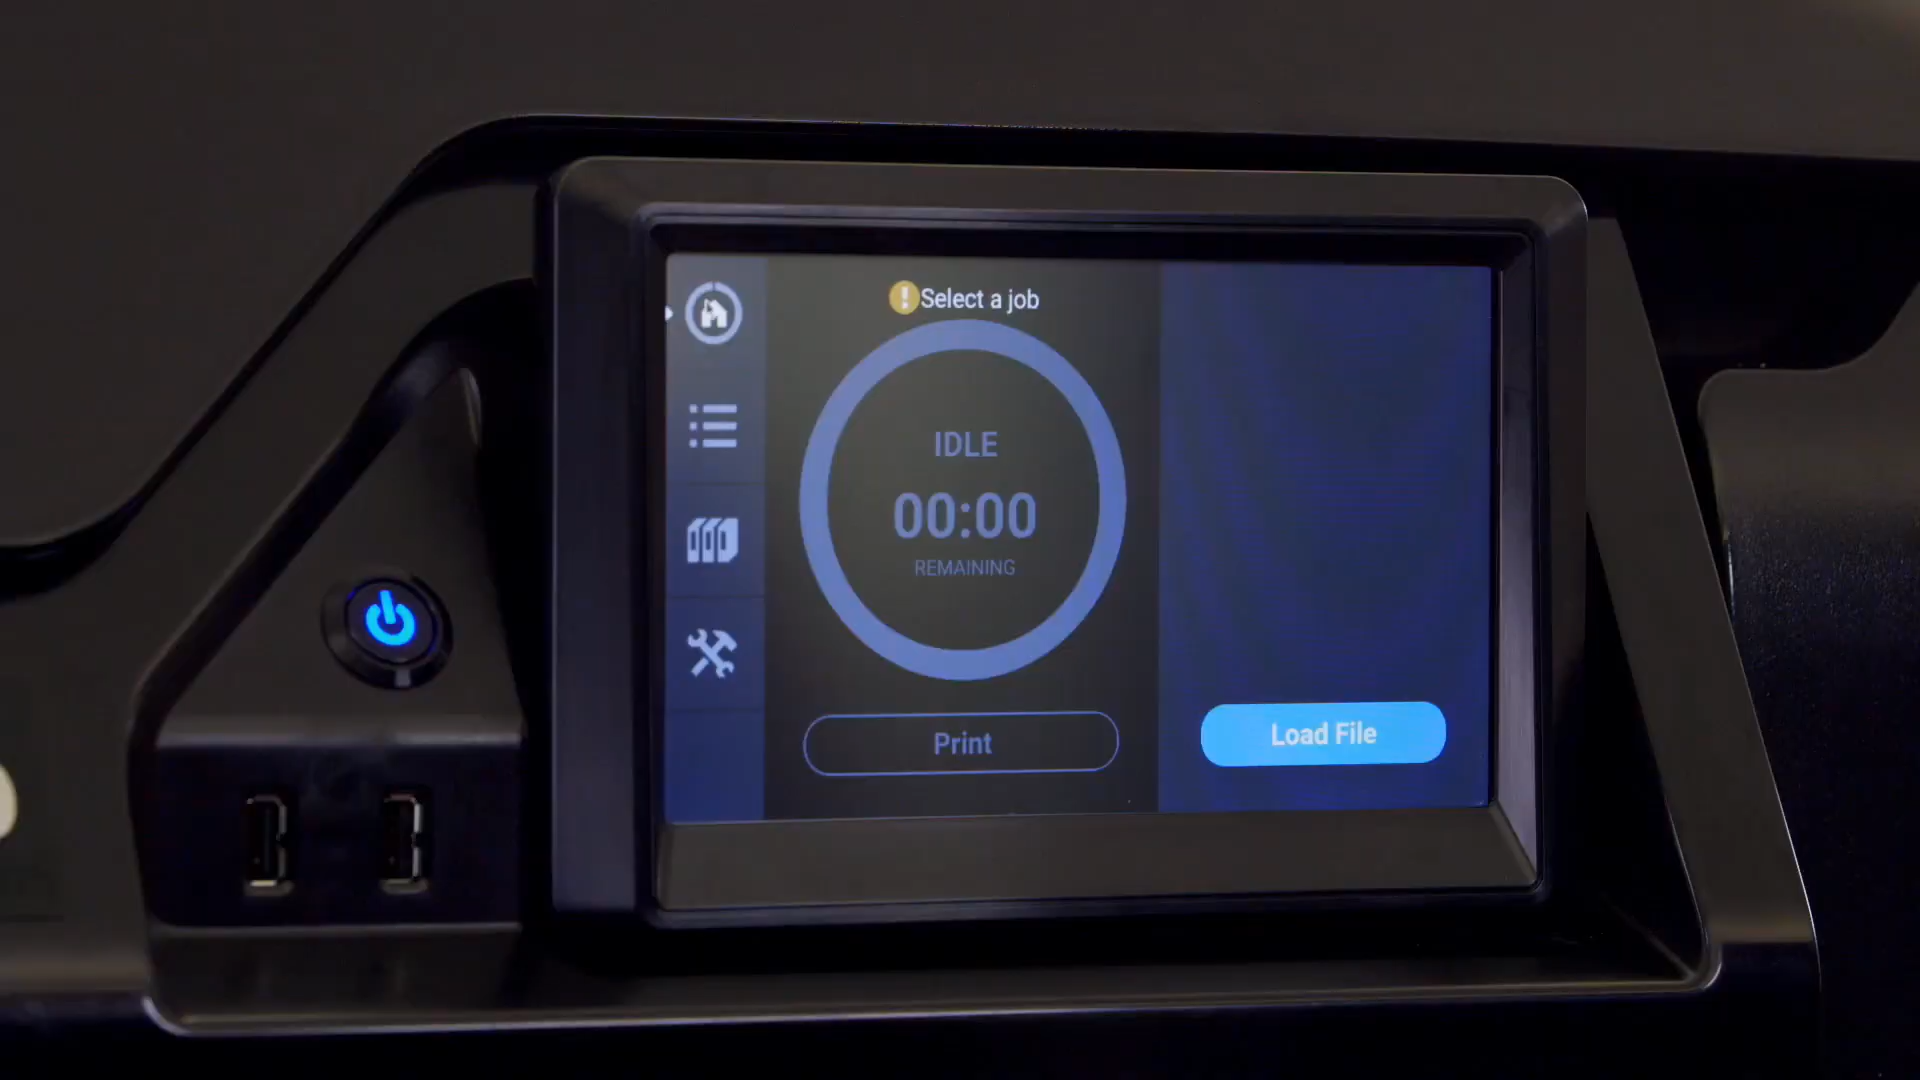 Select a job
IDLE
00:00
REMAINING
Print
Load File